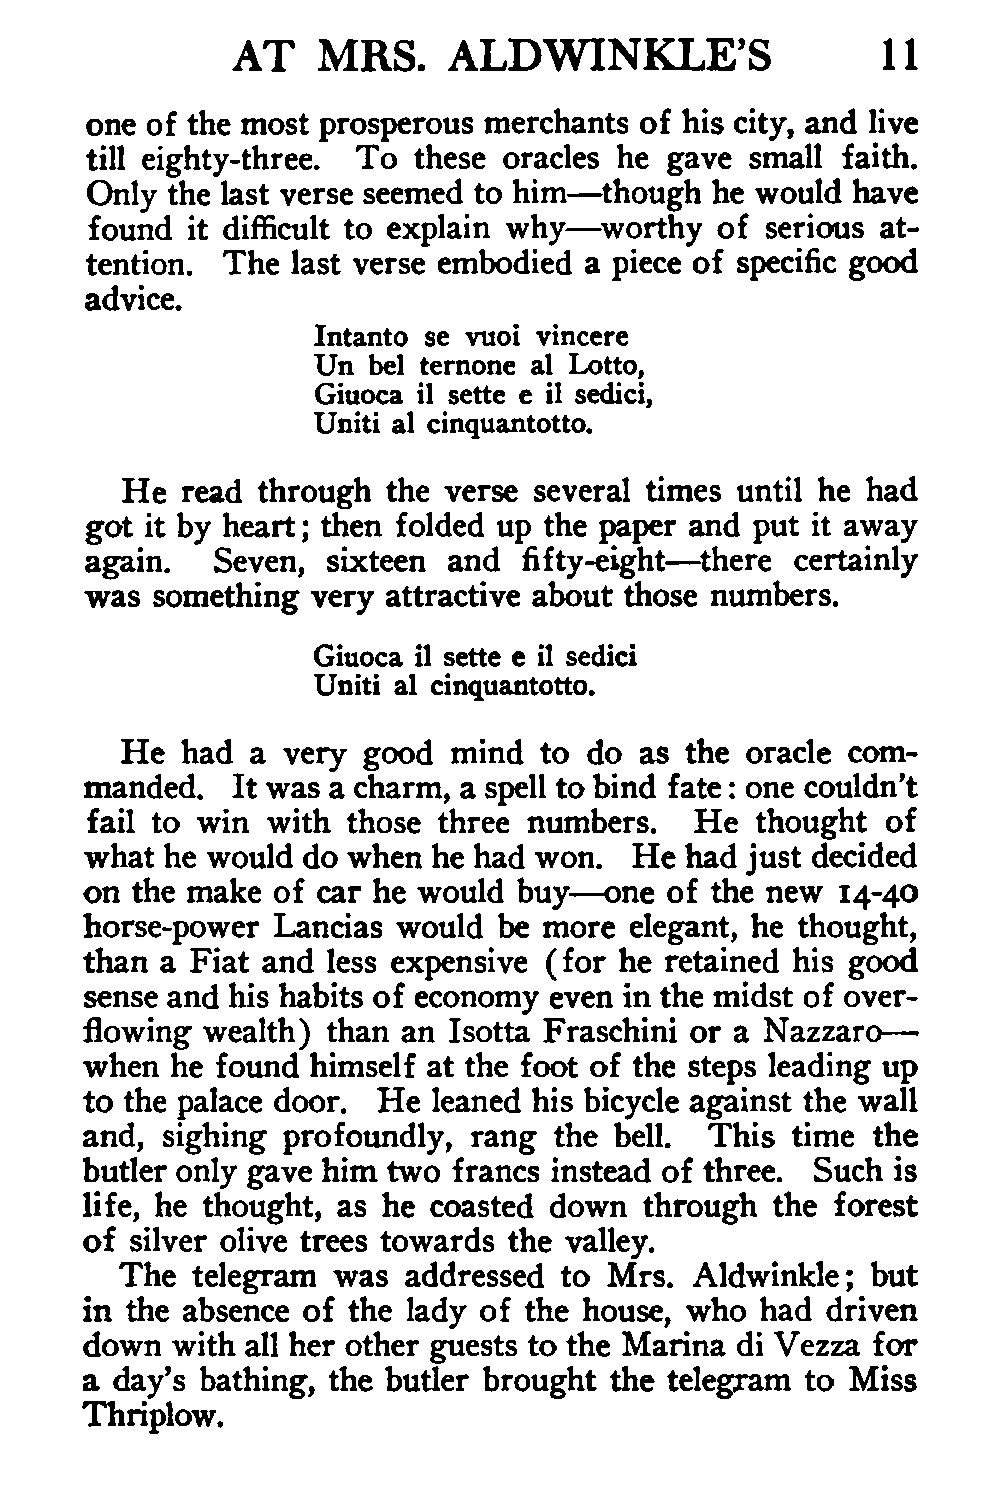 AT MRS. ALDWINKLE'S 11
one of the most prosperous merchants of his city, and live
till eighty-three. To these oracles he gave small faith.
Only the last verse seemed to him—though he would have
found it difficult to explain why—worthy of serious at-
tention. The last verse embodied a piece of specific good
advice.
Intanto se vuoi vincere
Un bel ternone al Lotto,
Giuoca il sette e il sedici,
Uniti al cinquantotto.
He read through the verse several times until he had
got it by heart; then folded up the paper and put it away
again. Seven, sixteen and fifty-eight—there certainly
was something very attractive about those numbers.
Giuoca il sette e il sedici
Uniti al cinquantotto.
He had a very good mind to do as the oracle com-
manded. It was a charm, a spell to bind fate: one couldn't
fail to win with those three numbers. He thought of
what he would do when he had won. He had just decided
on the make of car he would buy—one of the new 14-40
horse-power Lancias would be more elegant, he thought,
than a Fiat and less expensive (for he retained his good
sense and his habits of economy even in the midst of over-
flowing wealth) than an Isotta Fraschini or a Nazzaro—
when he found himself at the foot of the steps leading up
to the palace door. He leaned his bicycle against the wall
and, sighing profoundly, rang the bell. This time the
butler only gave him two francs instead of three. Such is
life, he thought, as he coasted down through the forest
of silver olive trees towards the valley.
The telegram was addressed to Mrs. Aldwinkle; but
in the absence of the lady of the house, who had driven
down with all her other guests to the Marina di Vezza for
a day's bathing, the butler brought the telegram to Miss
Thriplow.